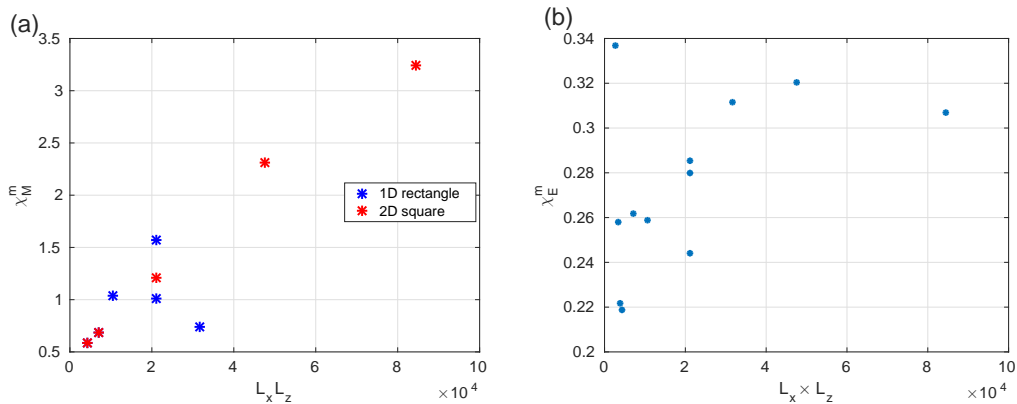 (a)
3.5
3
2.5
2
1.5
1
0.5
χ_M^m
0 2 4 6 8 10
L_x L_z
×10^4
1D rectangle
2D square
(b)
0.34
0.32
0.3
0.28
0.26
0.24
0.22
0.2
χ_E^m
0 2 4 6 8 10
L_x × L_z
×10^4